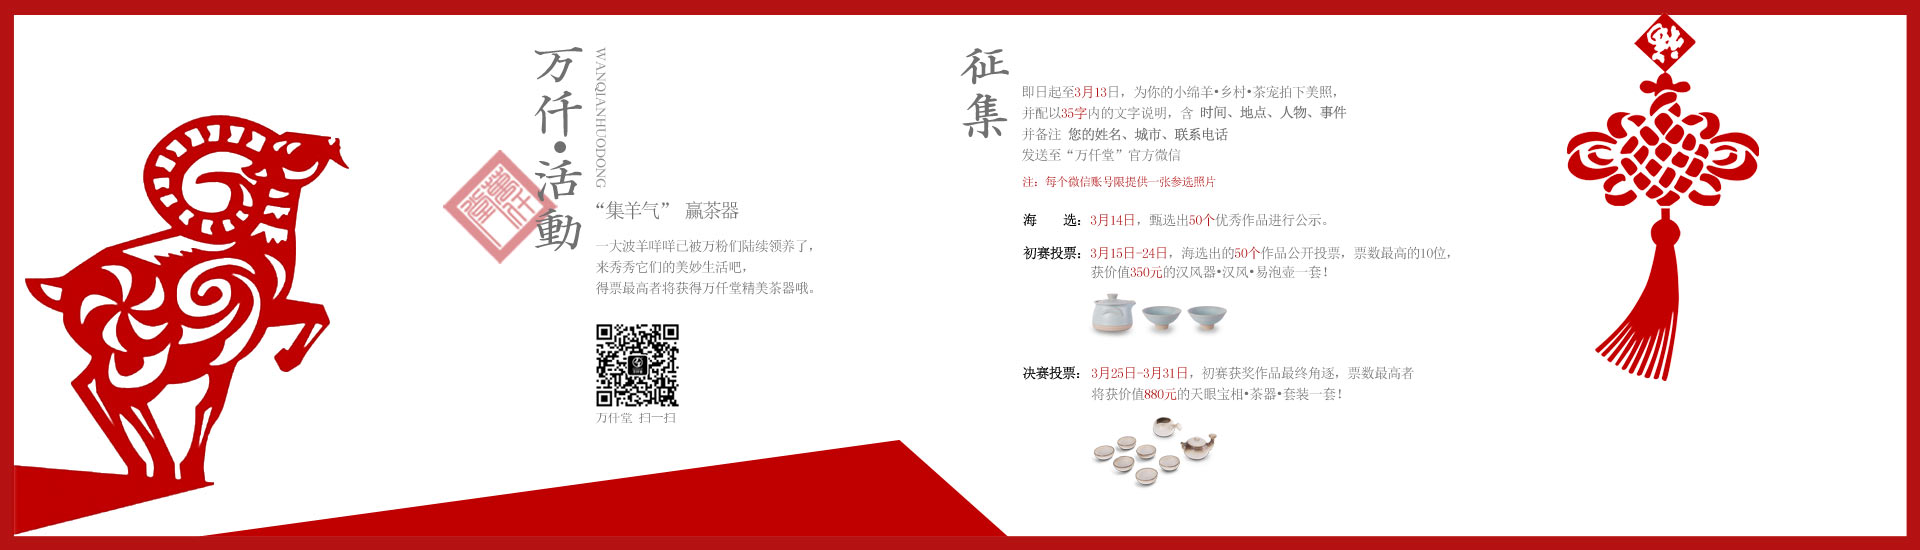 万仟•活動
WANQIANHUODONG
“集羊气” 赢茶器
一大波羊咩咩已被万粉们陆续领养了，
来秀秀它们的美妙生活吧，
得票最高者将获得万仟堂精美茶器哦。
万仟堂 扫一扫
征集
即日起至3月13日，为你的小绵羊•乡村•茶宠拍下美照，
并配以35字内的文字说明，含 时间、地点、人物、事件
并备注 您的姓名、城市、联系电话
发送至“万仟堂”官方微信
注：每个微信账号限提供一张参选照片
海 选：3月14日，甄选出50个优秀作品进行公示。
初赛投票：3月15日-24日，海选出的50个作品公开投票，票数最高的10位，
获价值350元的汉风器•汉风•易泡壶一套！
决赛投票：3月25日-3月31日，初赛获奖作品最终角逐，票数最高者
将获价值880元的天眼宝相•茶器•套装一套！
福